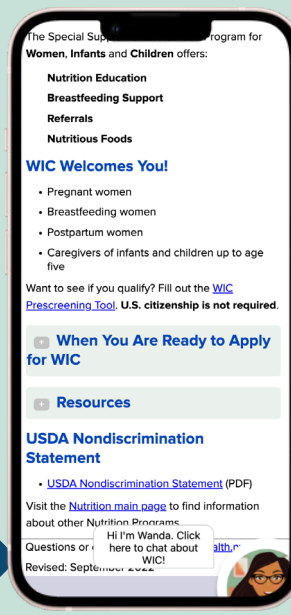 The Special Sup rogram for
Women, Infants and Children offers:
Nutrition Education
Breastfeeding Support
Referrals
Nutritious Foods
WIC Welcomes You!
• Pregnant women
• Breastfeeding women
• Postpartum women
• Caregivers of infants and children up to age
five
Want to see if you qualify? Fill out the WIC
Prescreening Tool. U.S. citizenship is not required.
When You Are Ready to Apply
for WIC
Resources
USDA Nondiscrimination
Statement
• USDA Nondiscrimination Statement (PDF)
Visit the Nutrition main page to find information
about other Nutrition Programs
Hi I'm Wanda. Click
here to chat about
WIC!
Questions or
Revised: September 2022